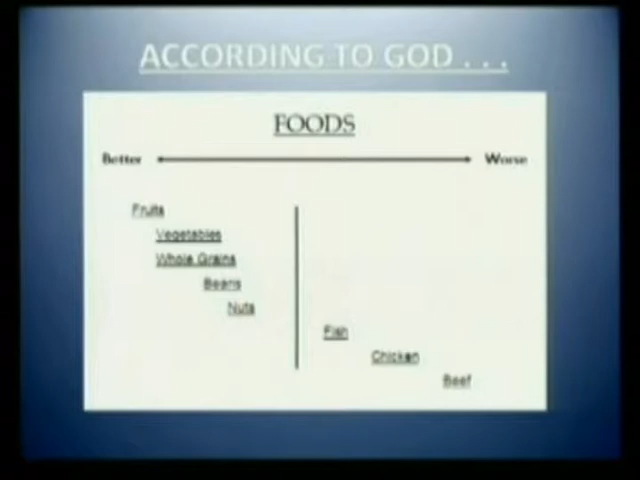 ACCORDING TO GOD . . .
FOODS
Better Worse
Fruits
Vegetables
Whole Grains
Beans
Nuts
Fish
Chicken
Beef